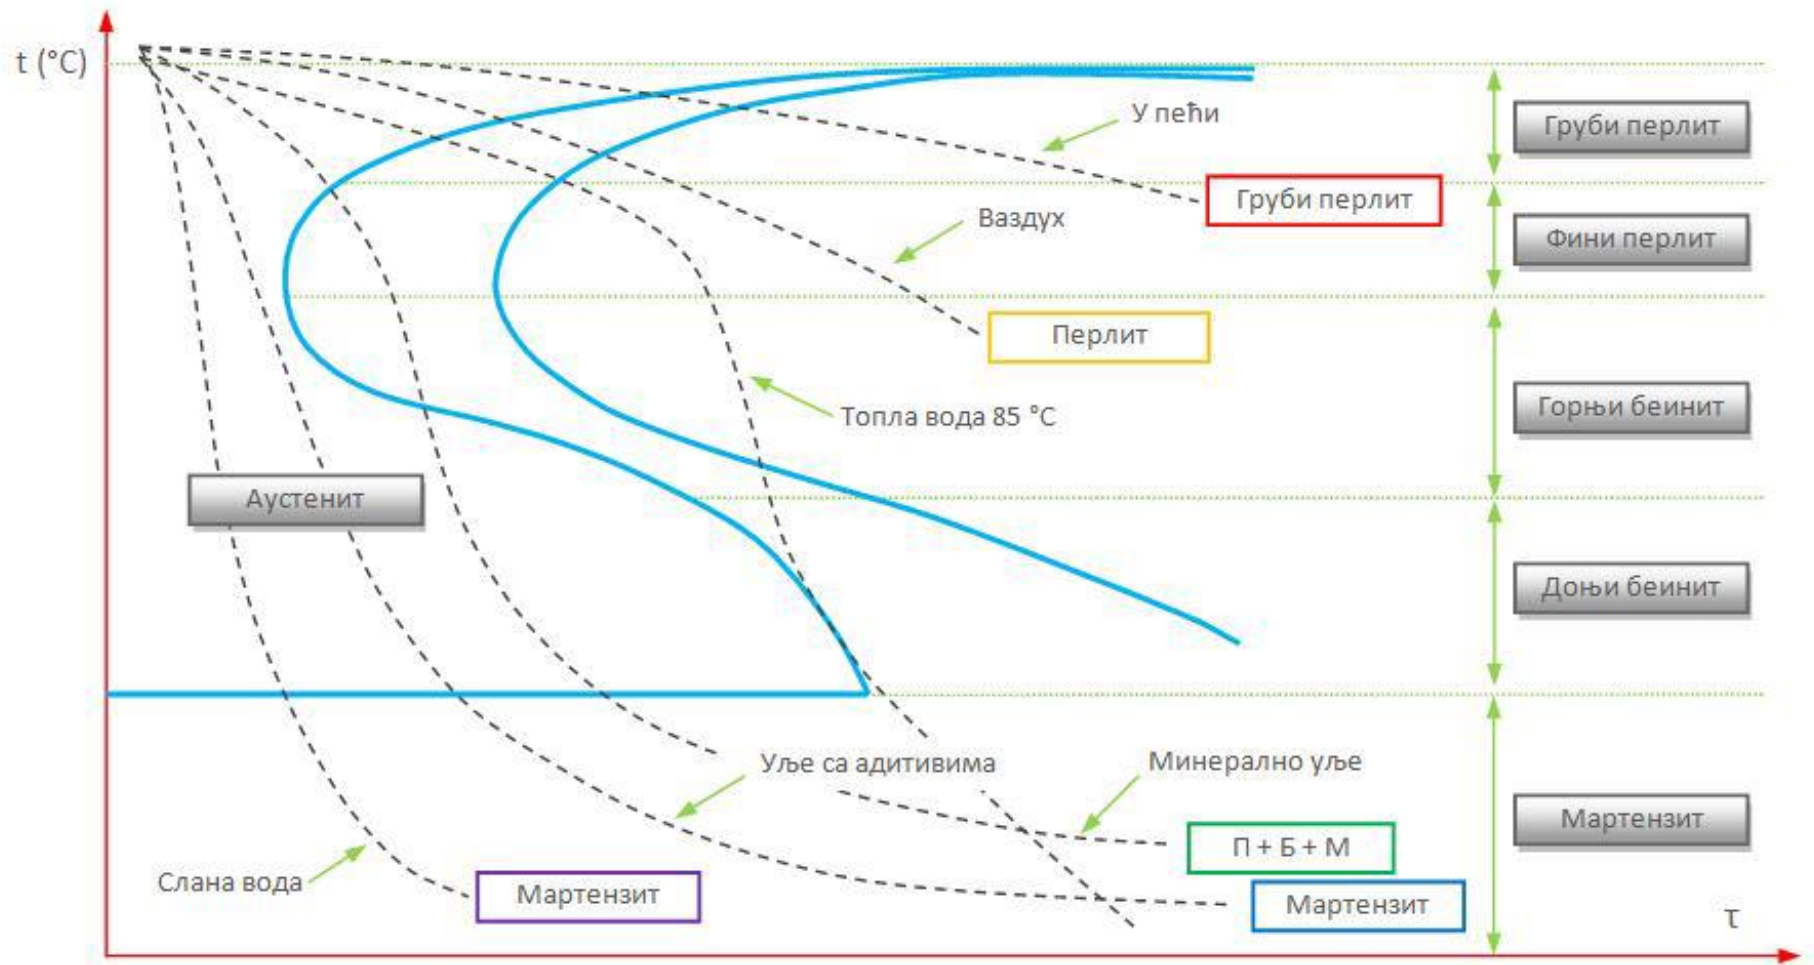 t (°C)
У пећи
Груби перлит
Груби перлит
Ваздух
Фини перлит
Перлит
Топла вода 85 °C
Горњи беинит
Аустенит
Доњи беинит
Уље са адитивима
Минерално уље
Мартензит
П + Б + М
Слана вода
Мартензит
Мартензит
τ